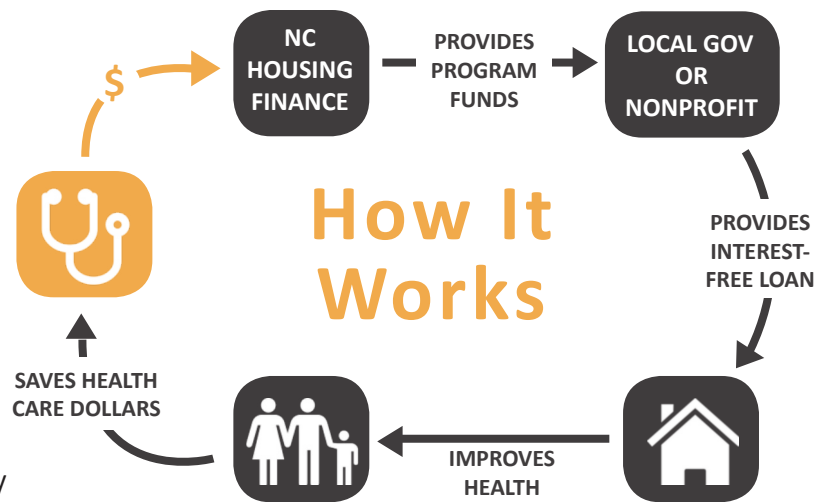 NC
HOUSING
FINANCE
PROVIDES
PROGRAM
FUNDS
LOCAL GOV
OR
NONPROFIT
$
How It
Works
PROVIDES
INTEREST-
FREE LOAN
SAVES HEALTH
CARE DOLLARS
IMPROVES
HEALTH
/